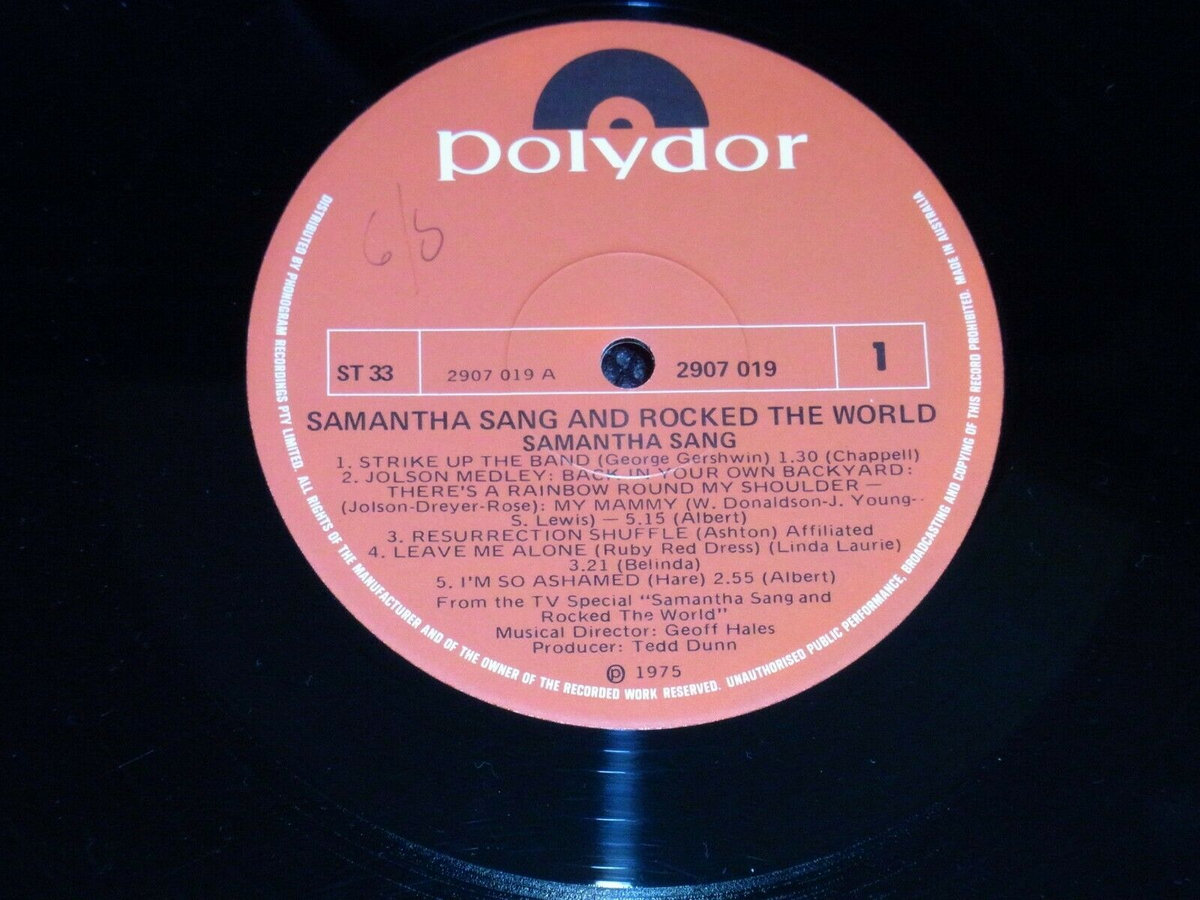 polydor
6/5
ST 33
2907 019 A
2907 019
1
SAMANTHA SANG AND ROCKED THE WORLD
SAMANTHA SANG
1. STRIKE UP THE BAND (George Gershwin) 1.30 (Chappell)
2. JOLSON MEDLEY: BACK IN YOUR OWN BACKYARD:
THERE'S A RAINBOW ROUND MY SHOULDER —
(Jolson-Dreyer-Rose): MY MAMMY (W. Donaldson-J. Young-
S. Lewis) — 5.15 (Albert)
3. RESURRECTION SHUFFLE (Ashton) Affiliated
4. LEAVE ME ALONE (Ruby Red Dress) (Linda Laurie)
3.21 (Belinda)
5. I'M SO ASHAMED (Hare) 2.55 (Albert)
From the TV Special "Samantha Sang and
Rocked The World"
Musical Director: Geoff Hales
Producer: Tedd Dunn
℗ 1975
DISTRIBUTED BY PHONOGRAM RECORDINGS PTY LIMITED. ALL RIGHTS OF THE MANUFACTURER AND OF THE OWNER OF THE RECORDED WORK RESERVED. UNAUTHORISED PUBLIC PERFORMANCE, BROADCASTING AND COPYING OF THIS RECORD PROHIBITED. MADE IN AUSTRALIA